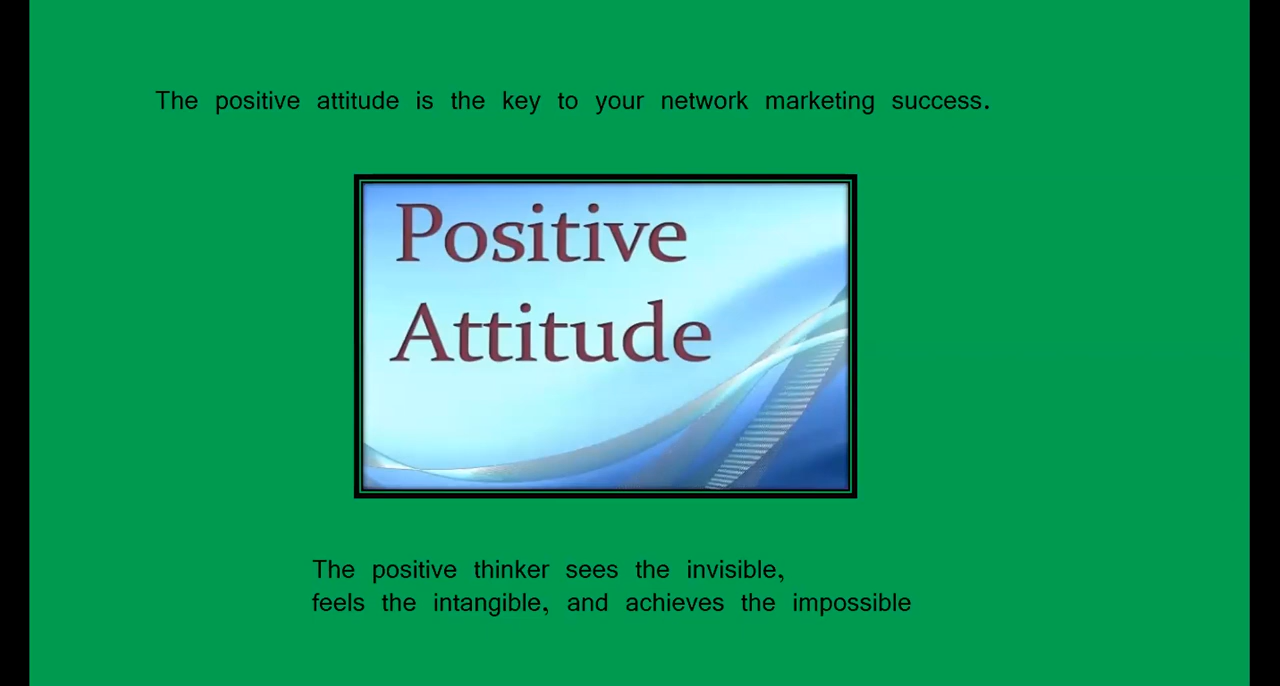 The positive attitude is the key to your network marketing success.
Positive
Attitude
The positive thinker sees the invisible,
feels the intangible, and achieves the impossible